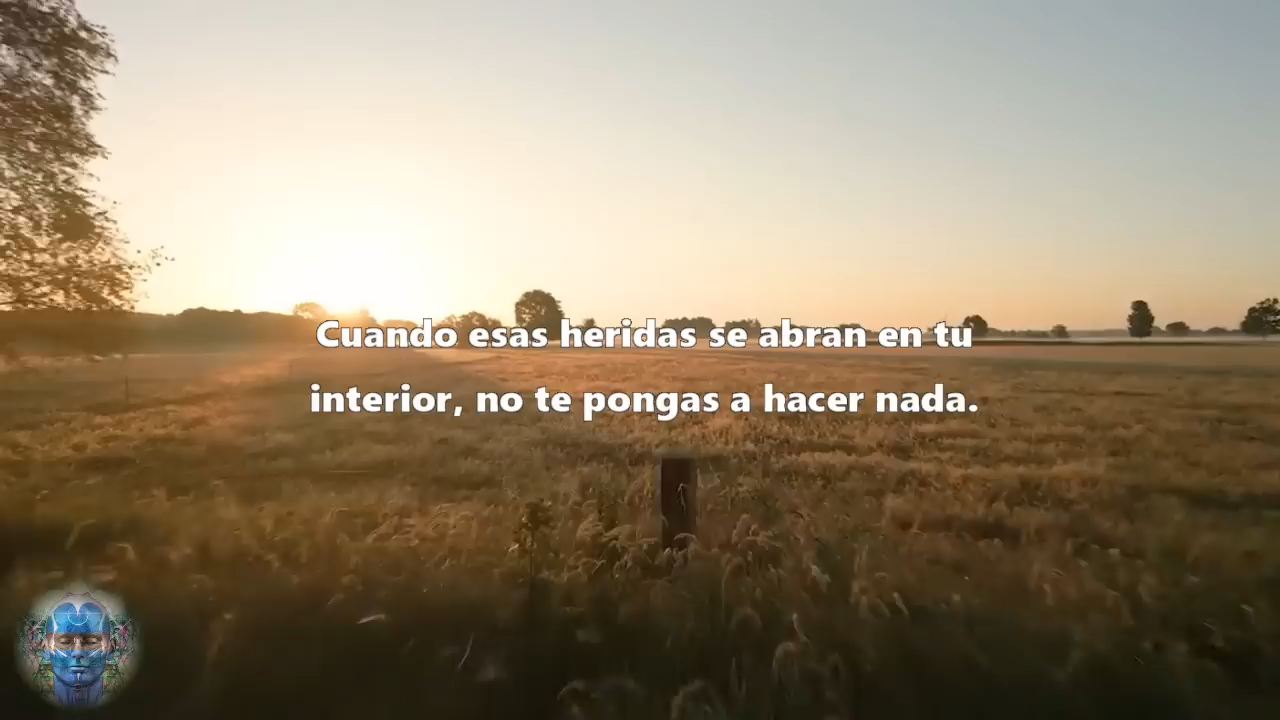 Cuando esas heridas se abran en tu
interior, no te pongas a hacer nada.